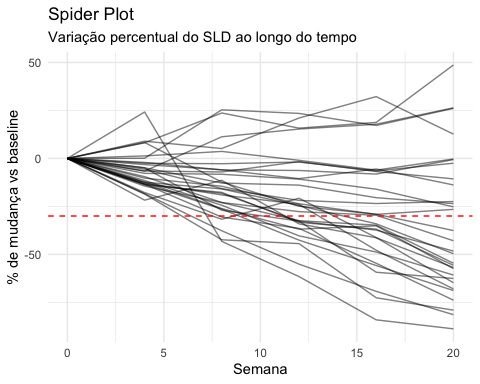 Spider Plot
Variação percentual do SLD ao longo do tempo
% de mudança vs baseline
50
0
-50
0 5 10 15 20
Semana